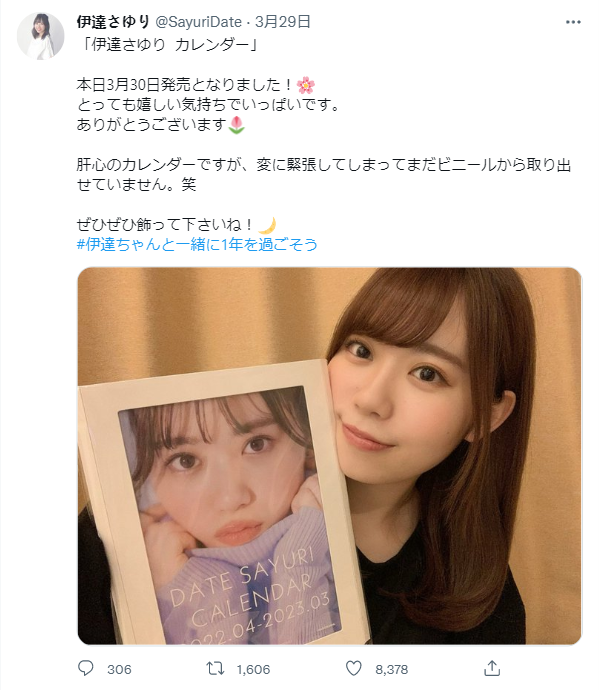 伊達さゆり @SayuriDate · 3月29日
「伊達さゆり カレンダー」
本日3月30日発売となりました！🌸
とっても嬉しい気持ちでいっぱいです。
ありがとうございます🌷
肝心のカレンダーですが、変に緊張してしまってまだビニールから取り出
せていません。笑
ぜひぜひ飾って下さいね！🌙
#伊達ちゃんと一緒に1年を過ごそう
DATE SAYURI
CALENDAR
2022.04-2023.03
306 1,606 8,378